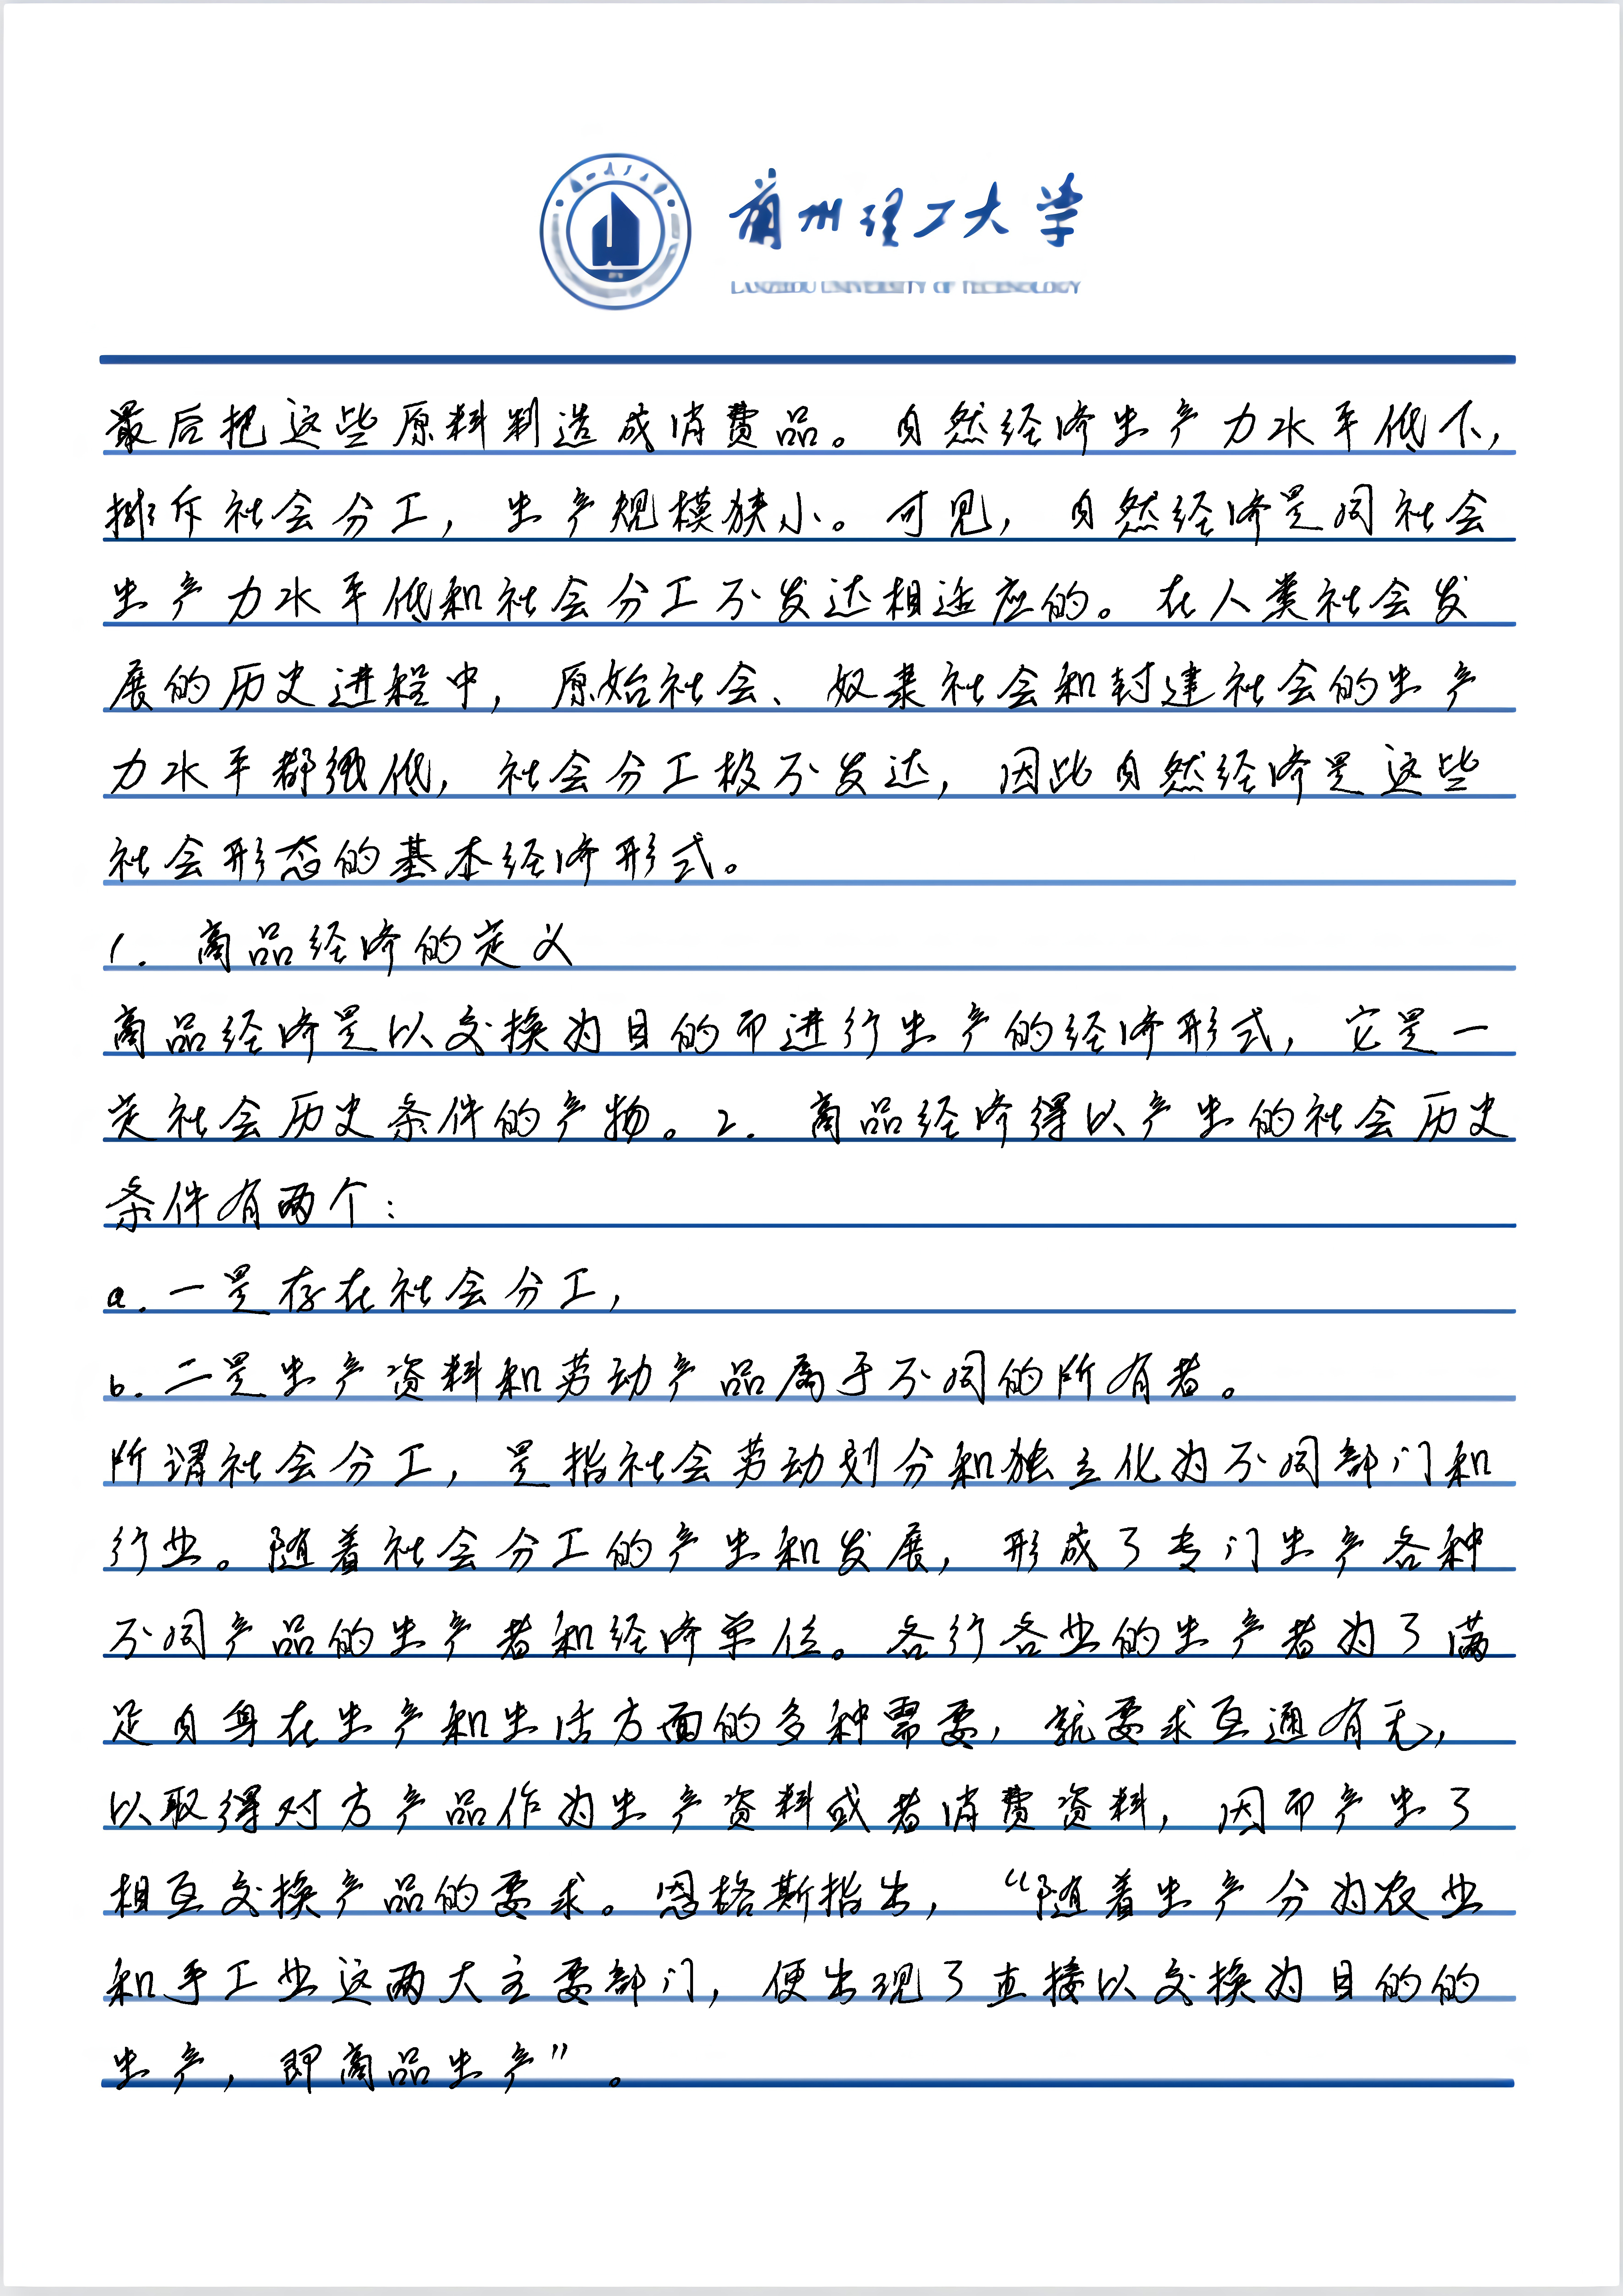 兰州理工大学
LANZHOU UNIVERSITY OF TECHNOLOGY
最后把这些原料制造成消费品。自然经济生产力水平低下,
排斥社会分工,生产规模狭小。可见,自然经济是同社会
生产力水平低和社会分工不发达相适应的。在人类社会发
展的历史进程中,原始社会、奴隶社会和封建社会的生产
力水平都很低,社会分工极不发达,因此自然经济是这些
社会形态的基本经济形式。
1. 商品经济的定义
商品经济是以交换为目的而进行生产的经济形式,它是一
定社会历史条件的产物。2. 商品经济得以产生的社会历史
条件有两个:
a.一是存在社会分工,
b.二是生产资料和劳动产品属于不同的所有者。
所谓社会分工,是指社会劳动划分和独立化为不同部门和
行业。随着社会分工的产生和发展,形成了专门生产各种
不同产品的生产者和经济单位。各行各业的生产者为了满
足自身在生产和生活方面的多种需要,就要求互通有无,
以取得对方产品作为生产资料或者消费资料,因而产生了
相互交换产品的要求。恩格斯指出,“随着生产分为农业
和手工业这两大主要部门,便出现了直接以交换为目的的
生产,即商品生产”。